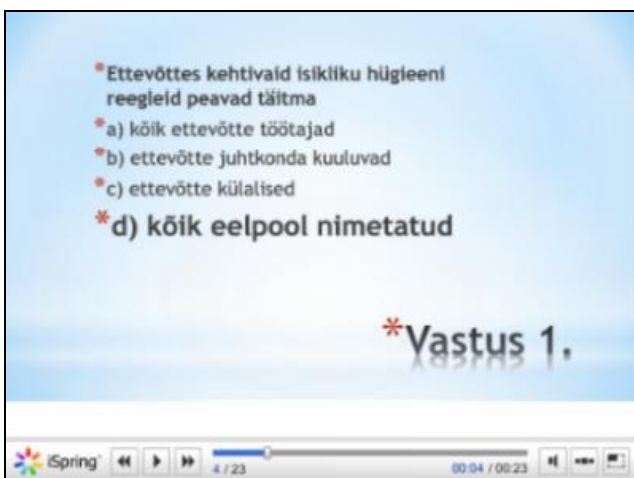 *Ettevõttes kehtivaid isikliku hügieeni
reegleid peavad täitma
*a) kõik ettevõtte töötajad
*b) ettevõtte juhtkonda kuuluvad
*c) ettevõtte külalised
*d) kõik eelpool nimetatud
*Vastus 1.
iSpring 4 / 23 00:04 / 00:23